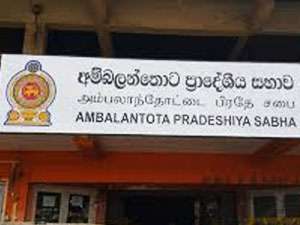 අම්බලන්තොට ප්‍රාදේශීය සභාව
அம்பலாந்தோட்டை பிரதேச சபை
AMBALANTOTA PRADESHIYA SABHA